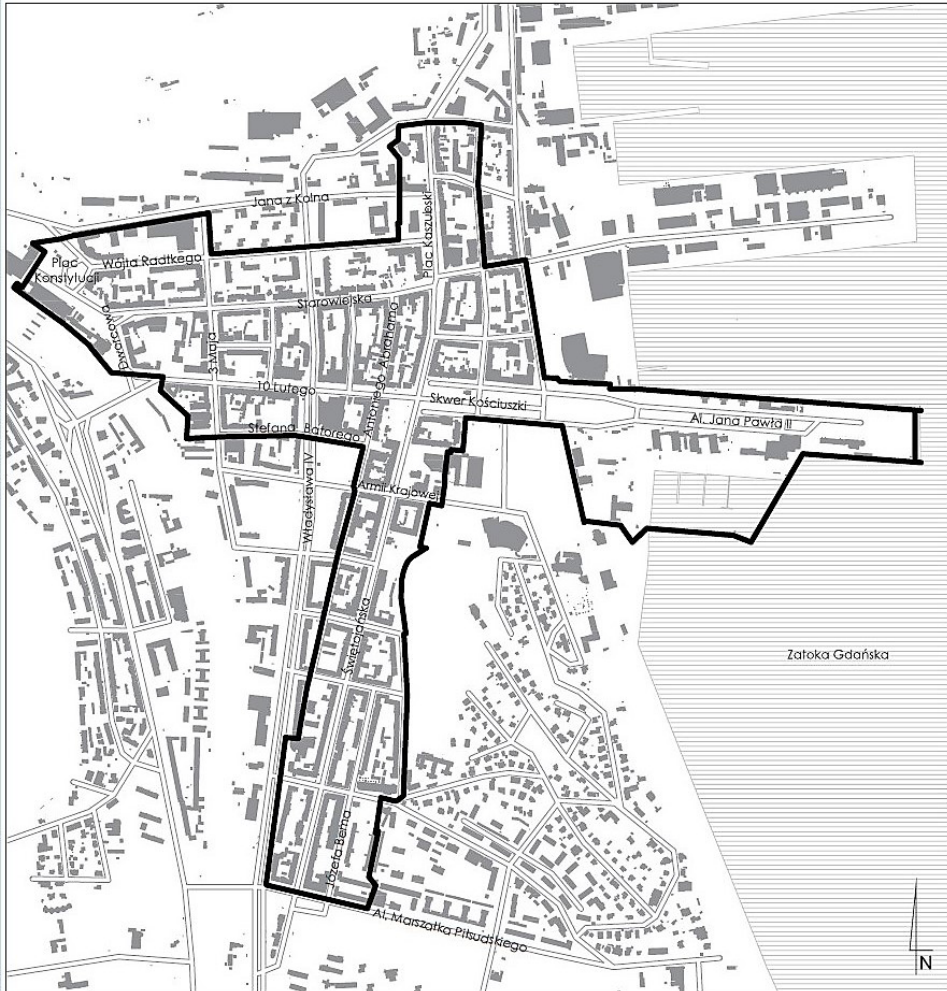 Jana z Kolna
Plac Kaszubski
Plac
Konstytucji
Wójta Radtkego
Starowiejska
Dworcowa
3 Maja
Antoniego Abrahama
10 Lutego
Skwer Kościuszki
Al. Jana Pawła II
Stefana Batorego
Władysława IV
Armii Krajowej
Świętojańska
Zatoka Gdańska
Józefa Bema
Al. Marszałka Piłsudskiego
N